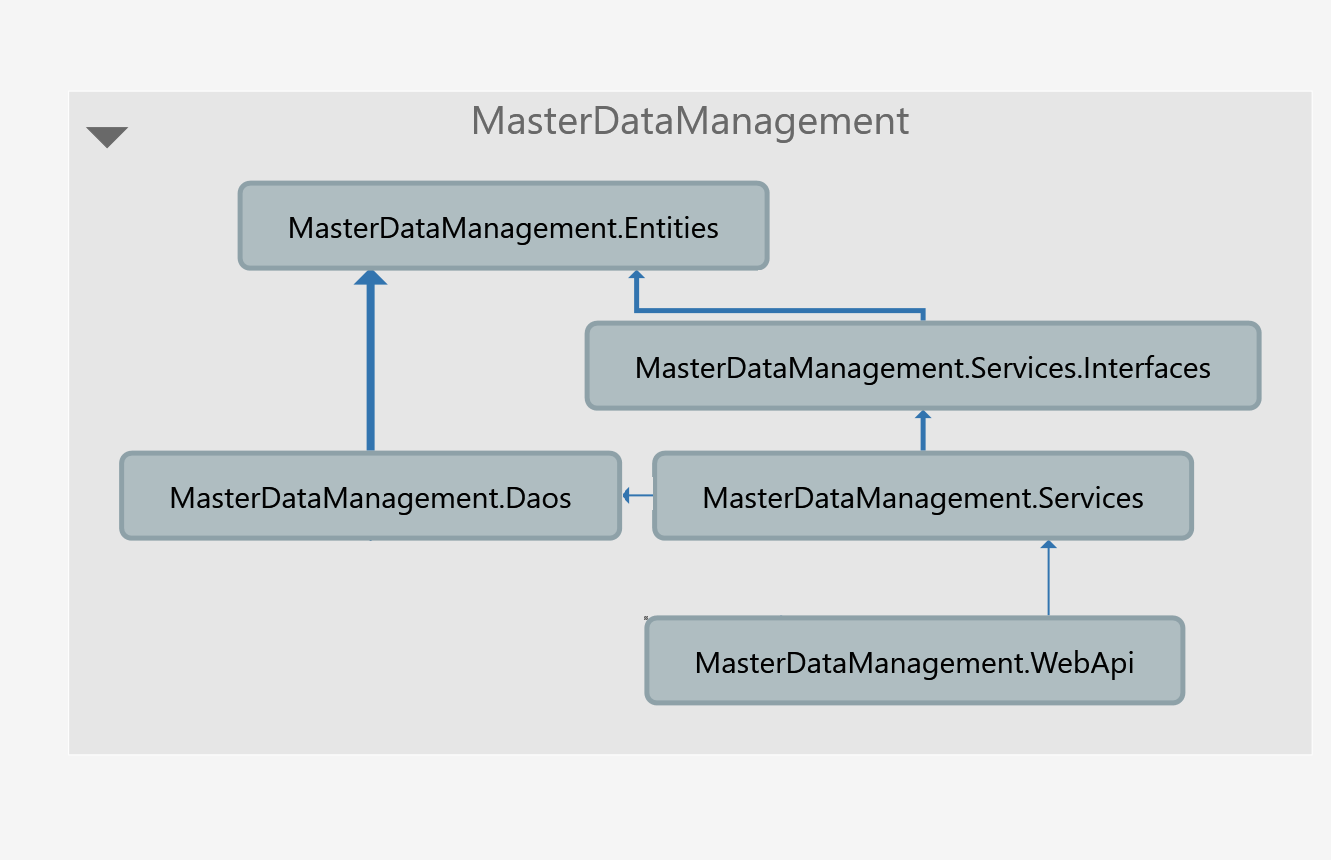 MasterDataManagement
MasterDataManagement.Entities
MasterDataManagement.Services.Interfaces
MasterDataManagement.Daos
MasterDataManagement.Services
MasterDataManagement.WebApi